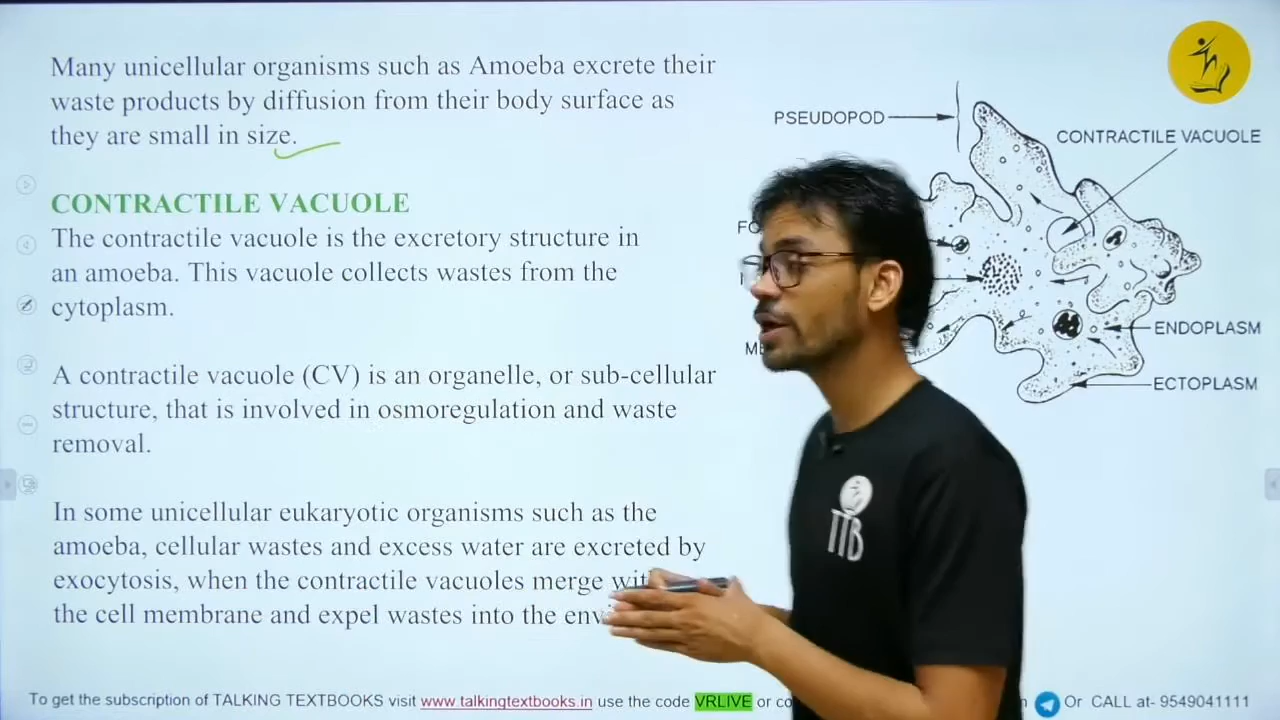 Many unicellular organisms such as Amoeba excrete their
waste products by diffusion from their body surface as
they are small in size.
CONTRACTILE VACUOLE
The contractile vacuole is the excretory structure in
an amoeba. This vacuole collects wastes from the
cytoplasm.
A contractile vacuole (CV) is an organelle, or sub-cellular
structure, that is involved in osmoregulation and waste
removal.
In some unicellular eukaryotic organisms such as the
amoeba, cellular wastes and excess water are excreted by
exocytosis, when the contractile vacuoles merge
the cell membrane and expel wastes into the
PSEUDOPOD
CONTRACTILE VACUOLE
ENDOPLASM
ECTOPLASM
TTB
To get the subscription of TALKING TEXTBOOKS visit www.talkingtextbooks.in use the code VRLIVE or Or CALL at- 9549041111